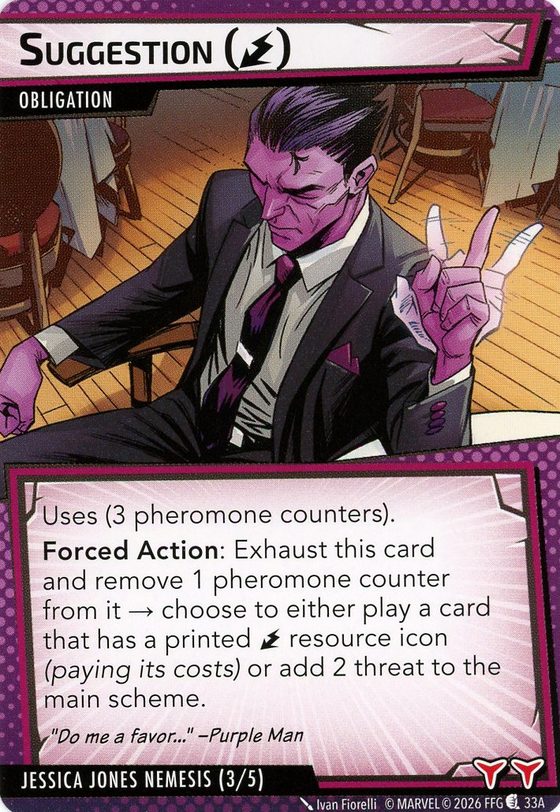 SUGGESTION ( )
OBLIGATION
Uses (3 pheromone counters).
Forced Action: Exhaust this card
and remove 1 pheromone counter
from it → choose to either play a card
that has a printed resource icon
(paying its costs) or add 2 threat to the
main scheme.
"Do me a favor..." –Purple Man
JESSICA JONES NEMESIS (3/5)
Ivan Fiorelli © MARVEL © 2026 FFG 33A